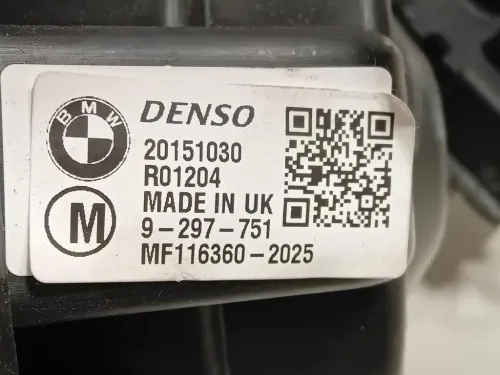 BMW
DENSO
20151030
R01204
MADE IN UK
9-297-751
M
MF116360-2025